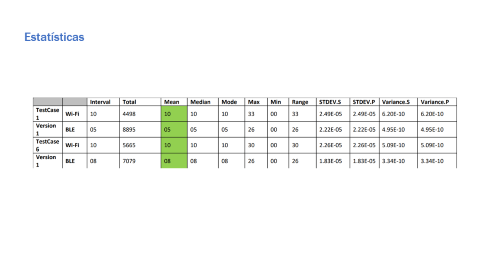 Estatísticas
Interval Total Mean Median Mode Max Min Range STDEV.S STDEV.P Variance.S Variance.P
TestCase 1 Wi-Fi 10 4498 10 10 10 33 00 33 2.49E-05 2.49E-05 6.20E-10 6.20E-10
Version 1 BLE 05 8895 05 05 05 26 00 26 2.22E-05 2.22E-05 4.95E-10 4.95E-10
TestCase 6 Wi-Fi 10 5665 10 10 10 30 00 30 2.26E-05 2.26E-05 5.09E-10 5.09E-10
Version 1 BLE 08 7079 08 08 08 26 00 26 1.83E-05 1.83E-05 3.34E-10 3.34E-10